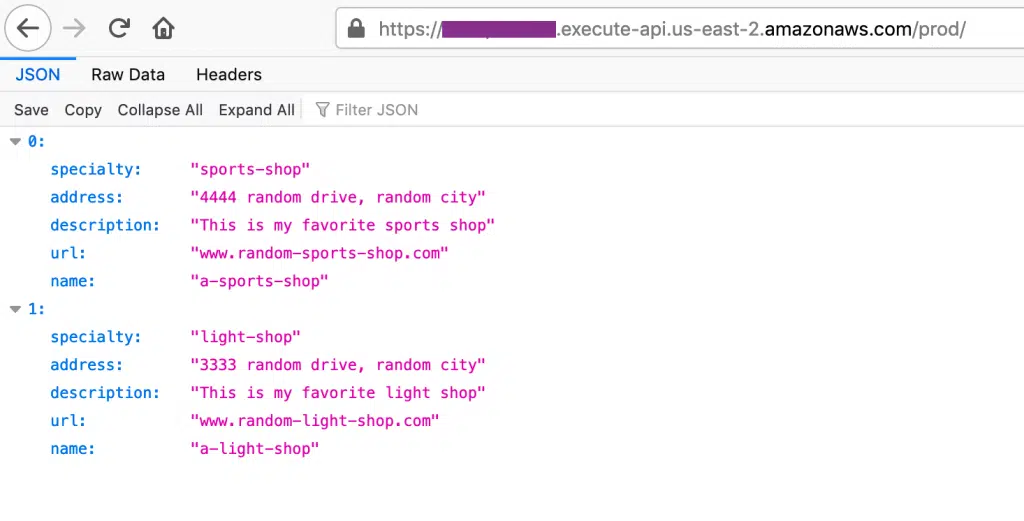 https://.execute-api.us-east-2.amazonaws.com/prod/
JSON Raw Data Headers
Save Copy Collapse All Expand All Filter JSON
0:
specialty: "sports-shop"
address: "4444 random drive, random city"
description: "This is my favorite sports shop"
url: "www.random-sports-shop.com"
name: "a-sports-shop"
1:
specialty: "light-shop"
address: "3333 random drive, random city"
description: "This is my favorite light shop"
url: "www.random-light-shop.com"
name: "a-light-shop"